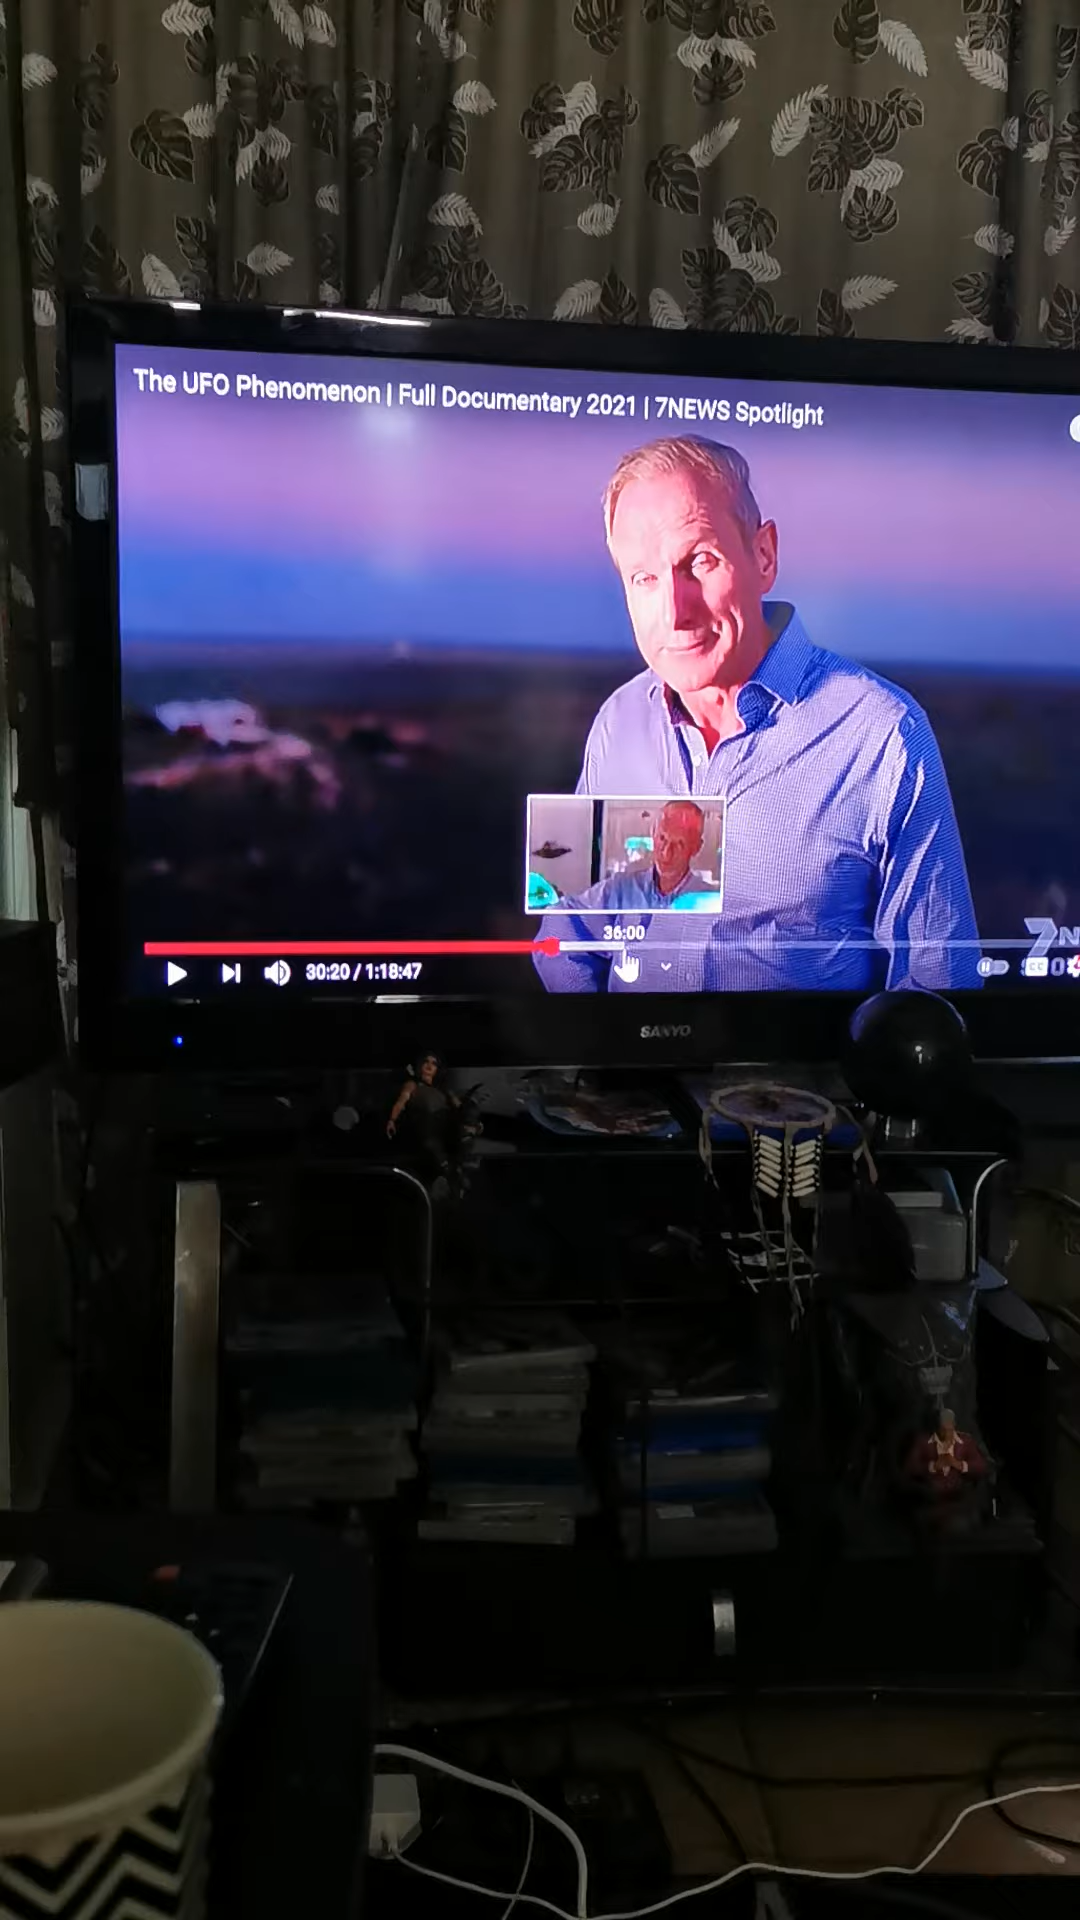 The UFO Phenomenon | Full Documentary 2021 | 7NEWS Spotlight
36:00
30:20 / 1:18:47
SANYO